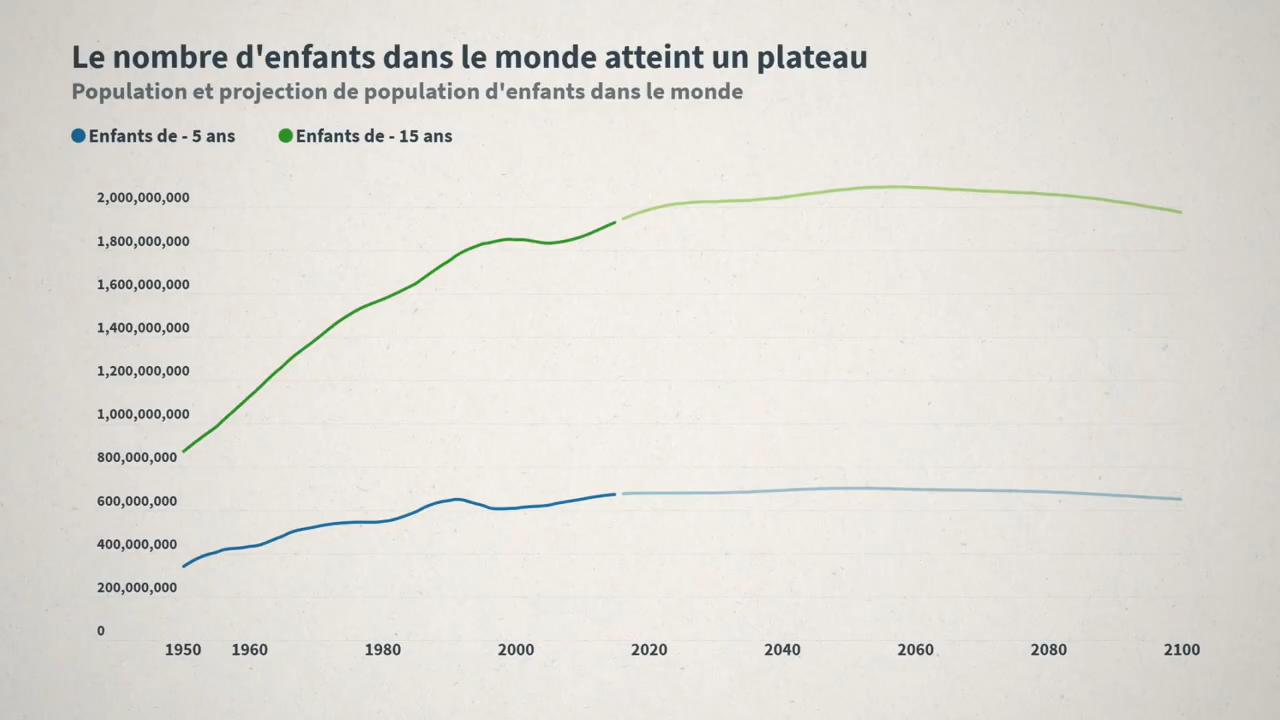 Le nombre d'enfants dans le monde atteint un plateau
Population et projection de population d'enfants dans le monde
Enfants de - 5 ans
Enfants de - 15 ans
2,000,000,000
1,800,000,000
1,600,000,000
1,400,000,000
1,200,000,000
1,000,000,000
800,000,000
600,000,000
400,000,000
200,000,000
0
1950 1960 1980 2000 2020 2040 2060 2080 2100